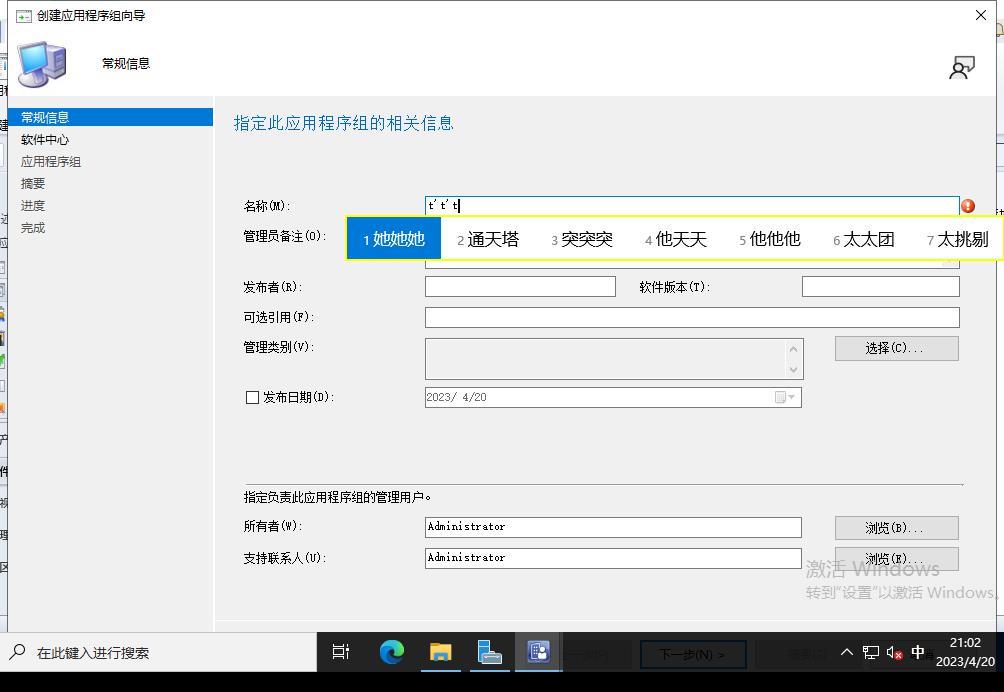 创建应用程序组向导
常规信息
常规信息
软件中心
应用程序组
摘要
进度
完成
指定此应用程序组的相关信息
名称(M): t't't
管理员备注(O):
1 她她她 2 通天塔 3 突突突 4 他天天 5 他他他 6 太太团 7 太挑剔
发布者(R): 软件版本(T):
可选引用(F):
管理类别(V): 选择(C)...
发布日期(D): 2023/ 4/20
指定负责此应用程序组的管理用户。
所有者(W): Administrator 浏览(B)...
支持联系人(U): Administrator 浏览(E)...
激活 Windows
转到"设置"以激活 Windows。
在此键入进行搜索 下一步(N) > 中 21:02
2023/4/20